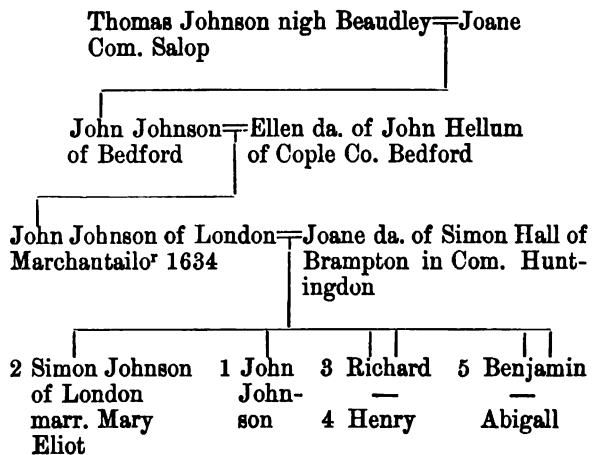 Thomas Johnson nigh Beaudley=Joane
Com. Salop
John Johnson=Ellen da. of John Hellum
of Bedford of Cople Co. Bedford
John Johnson of London=Joane da. of Simon Hall of
Marchantailor 1634 Brampton in Com. Hunt-
ingdon
2 Simon Johnson 1 John 3 Richard 5 Benjamin
of London John- — —
marr. Mary son 4 Henry Abigall
Eliot